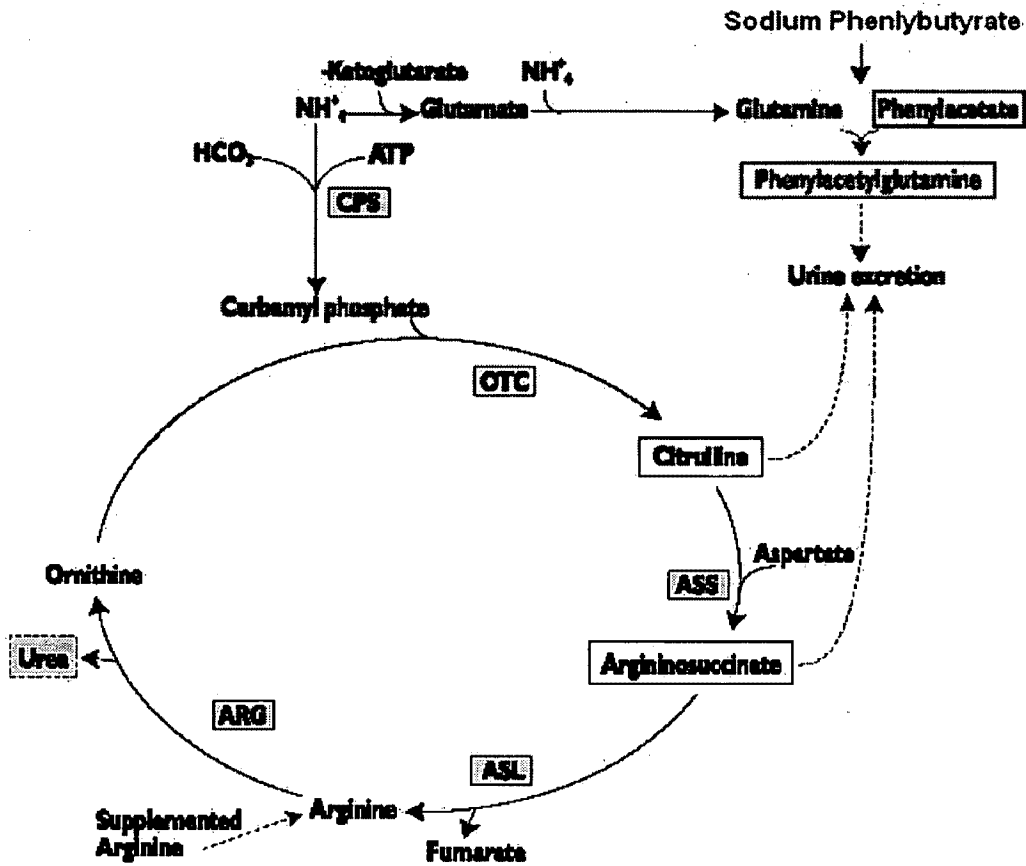 Sodium Phenlybutyrate
-Ketoglutarate
NH⁺₄
NH⁺₄
Glutamate
Glutamine
Phenylacetate
HCO₃
ATP
Phenylacetylglutamine
CPS
Urine excretion
Carbamyl phosphate
OTC
Citrulline
Aspartate
Ornithine
ASS
Urea
Argininosuccinate
ARG
ASL
Arginine
Supplemented
Arginine
Fumarate